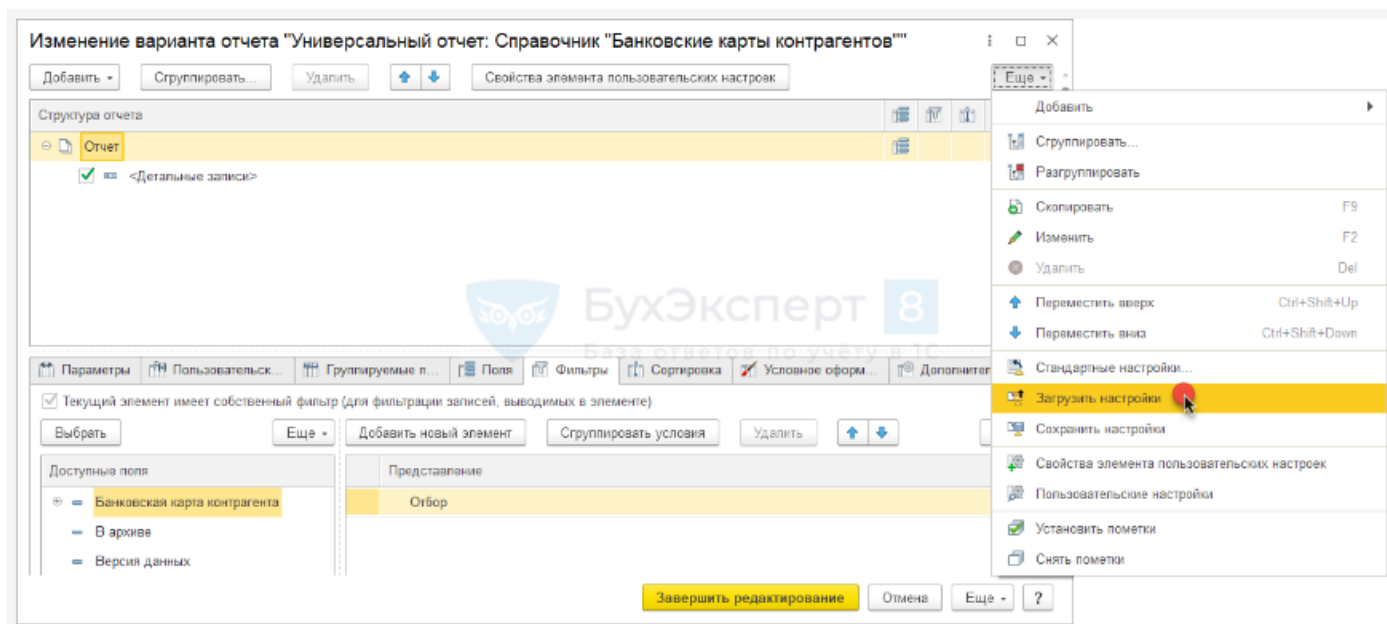 Изменение варианта отчета "Универсальный отчет: Справочник "Банковские карты контрагентов""
Добавить Сгруппировать... Удалить Свойства элемента пользовательских настроек Еще
Структура отчета
Отчет
<Детальные записи>
Добавить
Сгруппировать...
Разгруппировать
Скопировать F9
Изменить F2
Удалить Del
Переместить вверх Ctrl+Shift+Up
Переместить вниз Ctrl+Shift+Down
Стандартные настройки...
Загрузить настройки
Сохранить настройки
Свойства элемента пользовательских настроек
Пользовательские настройки
Установить пометки
Снять пометки
БухЭксперт 8
База ответов по учёту в 1С
Параметры Пользовательск... Группируемые п... Поля Фильтры Сортировка Условное оформ... Дополнител
Текущий элемент имеет собственный фильтр (для фильтрации записей, выводимых в элементе)
Выбрать Еще Добавить новый элемент Сгруппировать условия Удалить
Доступные поля Представление
Банковская карта контрагента Отбор
В архиве
Версия данных
Завершить редактирование Отмена Еще ?